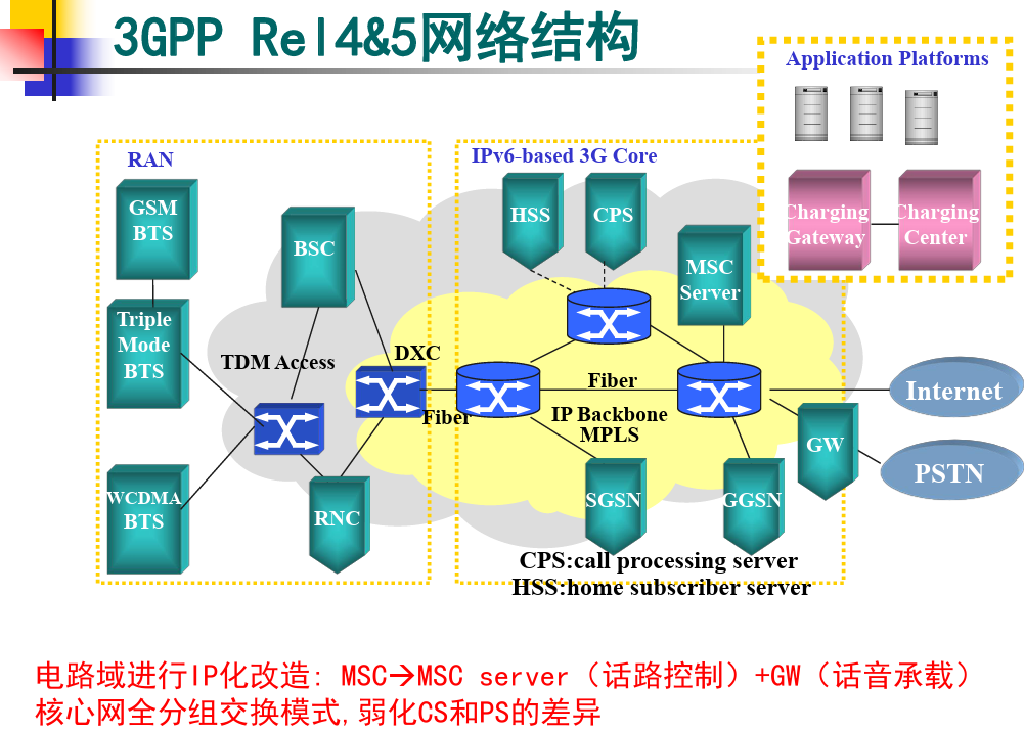 3GPP Rel4&5网络结构
Application Platforms
RAN
IPv6-based 3G Core
GSM
BTS
BSC
HSS
CPS
Charging
Gateway
Charging
Center
MSC
Server
Triple
Mode
BTS
TDM Access
DXC
Fiber
Fiber
IP Backbone
MPLS
Internet
GW
PSTN
WCDMA
BTS
RNC
SGSN
GGSN
CPS:call processing server
HSS:home subscriber server
电路域进行IP化改造: MSC→MSC server（话路控制）+GW（话音承载）
核心网全分组交换模式,弱化CS和PS的差异